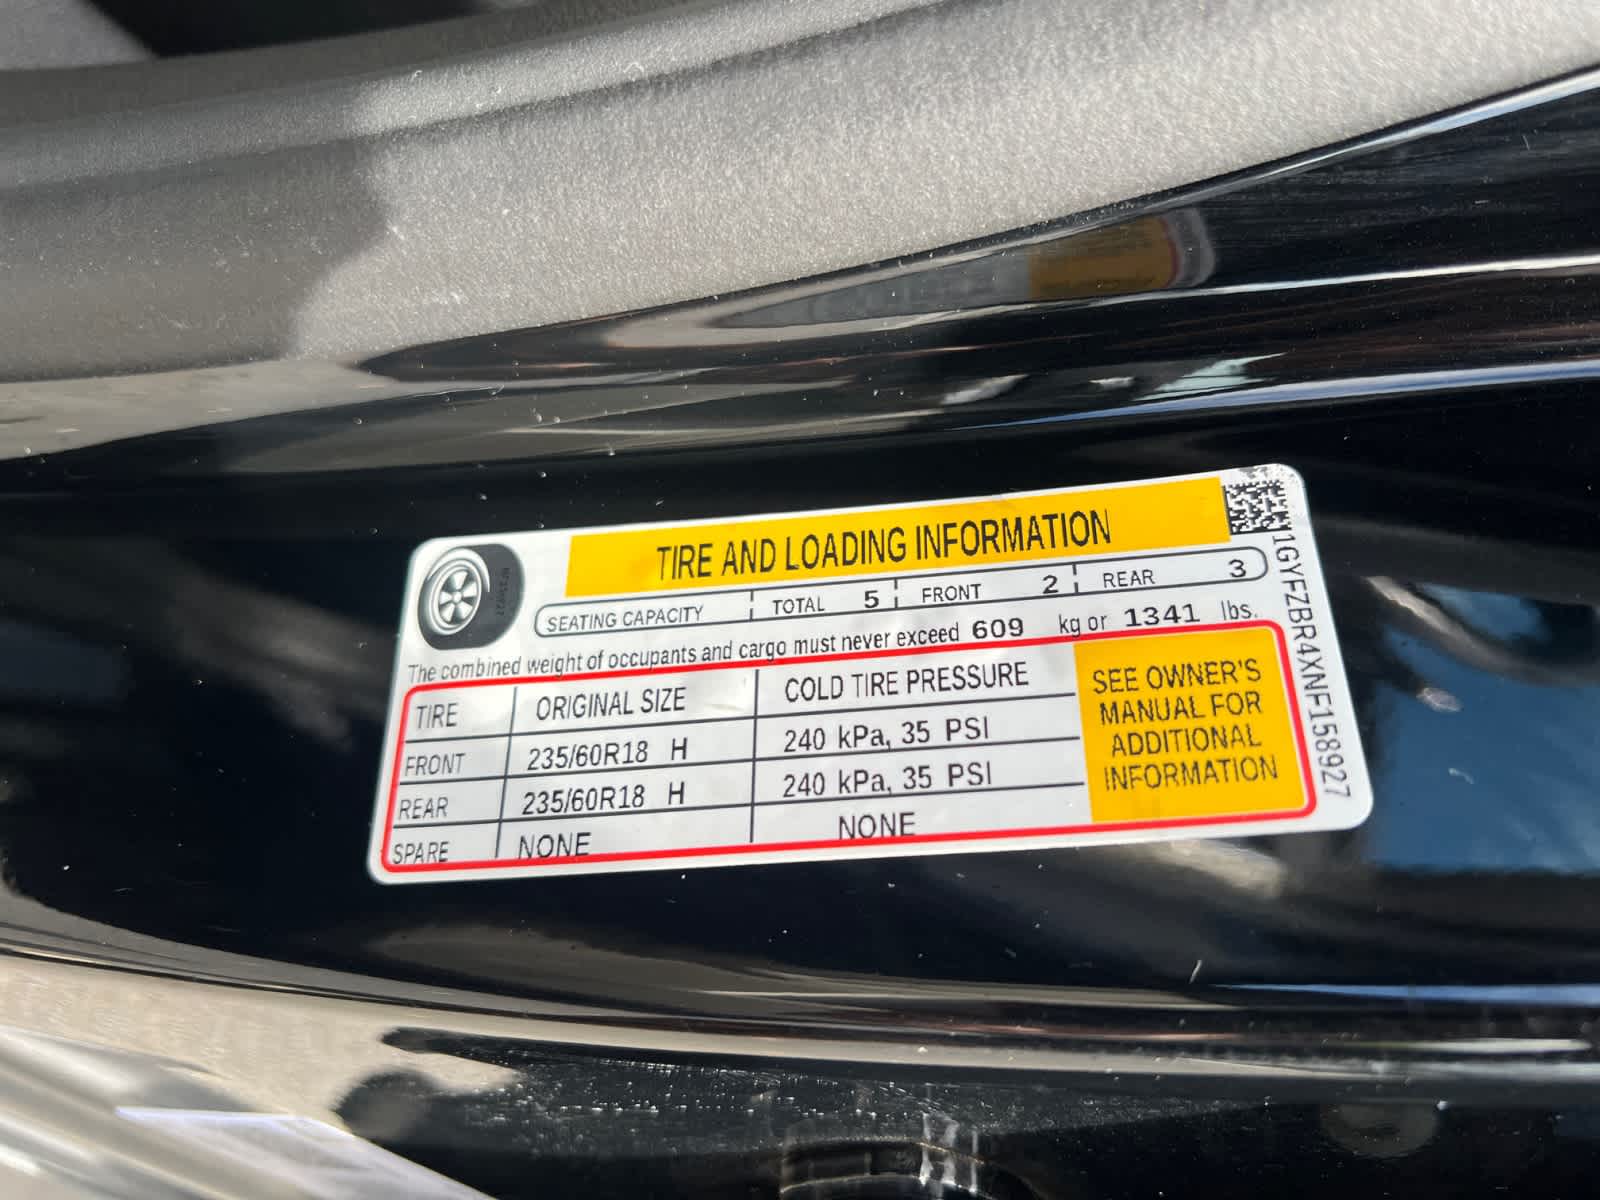 TIRE AND LOADING INFORMATION
SEATING CAPACITY TOTAL 5 FRONT 2 REAR 3
The combined weight of occupants and cargo must never exceed 609 kg or 1341 lbs.
TIRE ORIGINAL SIZE COLD TIRE PRESSURE
FRONT 235/60R18 H 240 kPa, 35 PSI
REAR 235/60R18 H 240 kPa, 35 PSI
SPARE NONE NONE
SEE OWNER'S
MANUAL FOR
ADDITIONAL
INFORMATION
1GYFZBR4XNF158927